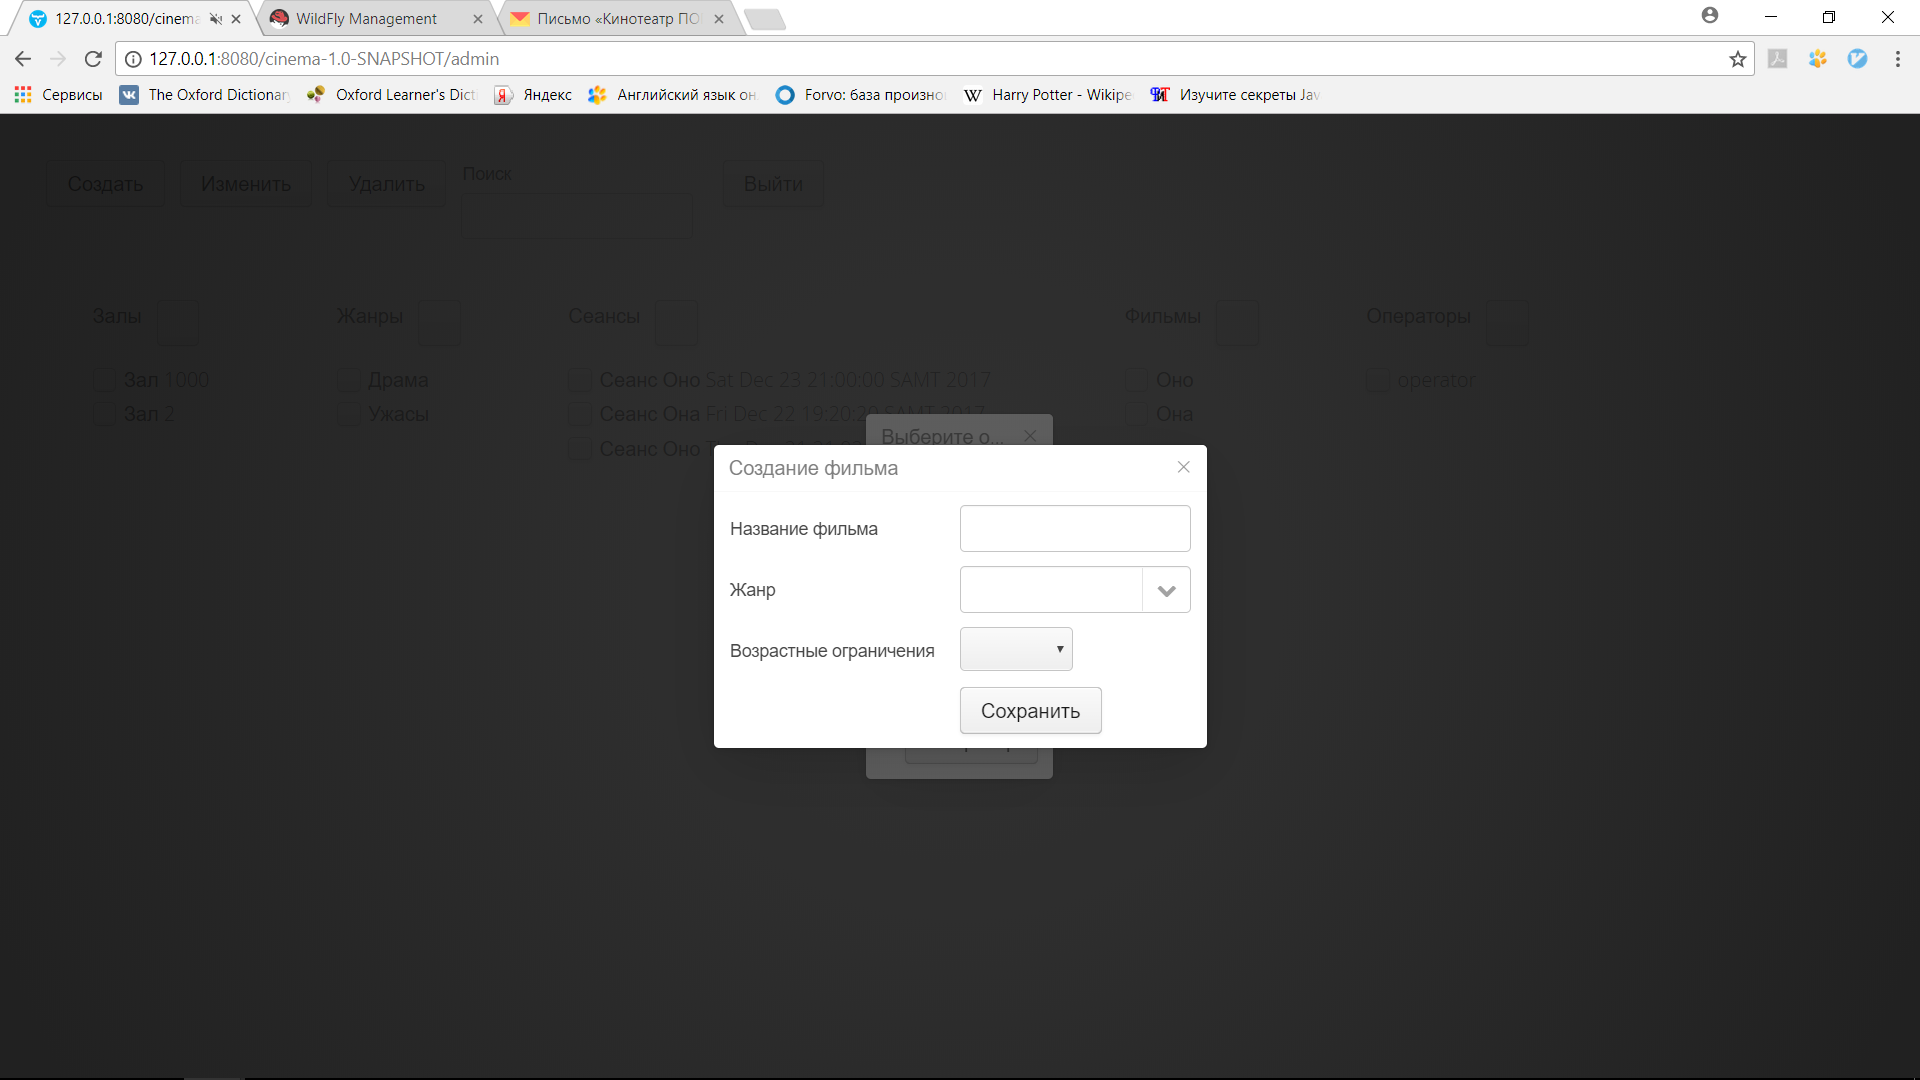 127.0.0.1:8080/cinema
WildFly Management
Письмо «Кинотеатр ПО
127.0.0.1:8080/cinema-1.0-SNAPSHOT/admin
Сервисы
The Oxford Dictionary
Oxford Learner's Dict
Яндекс
Английский язык он
Forvo: база произно
Harry Potter - Wikipe
Изучите секреты Jav
Создать
Изменить
Удалить
Поиск
Выйти
Залы
Жанры
Сеансы
Фильмы
Операторы
Зал 1000
Драма
Сеанс Оно Sat Dec 23 21:00:00 SAMT 2017
Оно
operator
Зал 2
Ужасы
Сеанс Она Fri Dec 22 19:20:20 SAMT 2017
Она
Сеанс Оно
Выберите о...
Создание фильма
Название фильма
Жанр
Возрастные ограничения
Сохранить